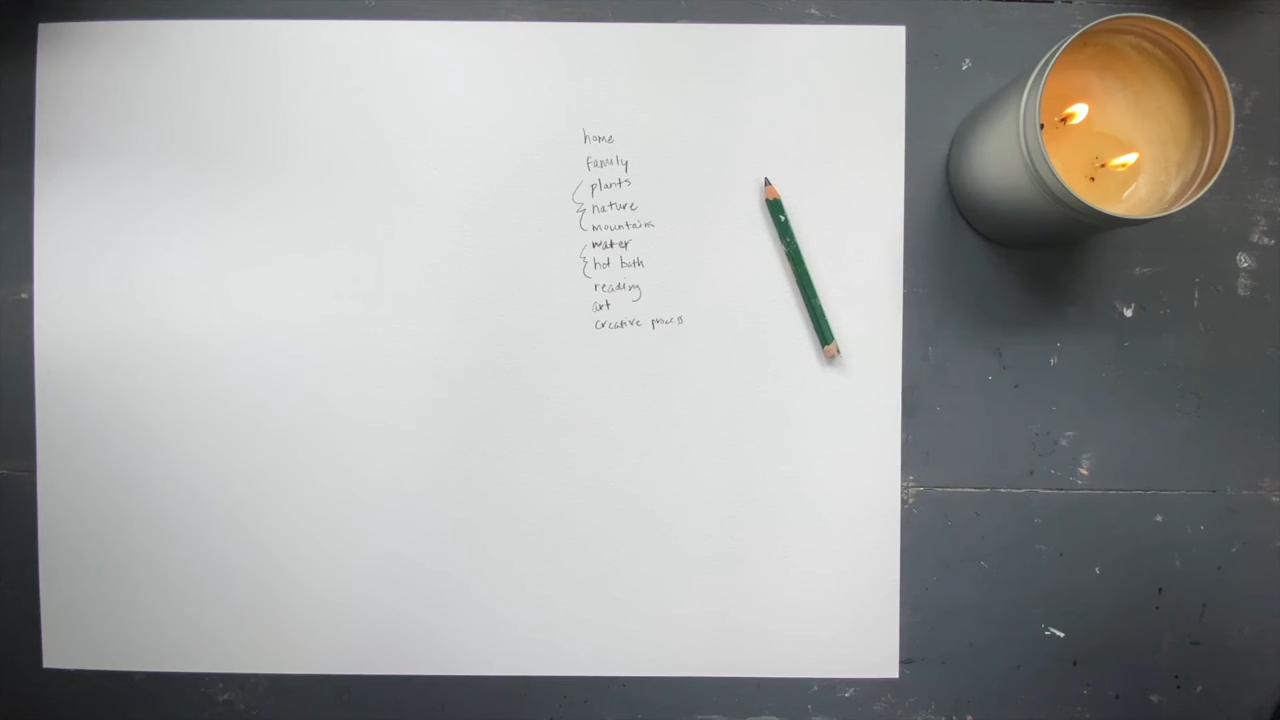 home
family
plants
nature
mountains
water
hot bath
reading
art
creative process